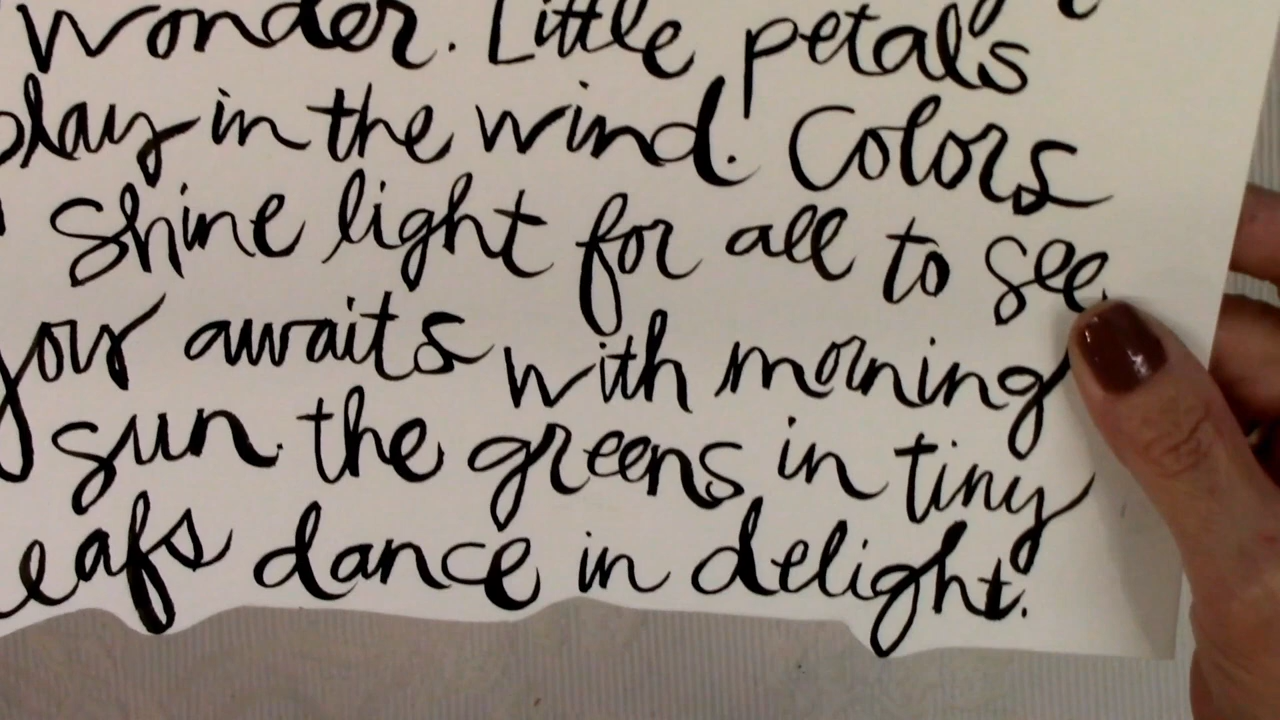 wonder. Little petals
play in the wind. Colors
Shine light for all to see
Joy awaits with morning
sun. the greens in tiny
leafs dance in delight.